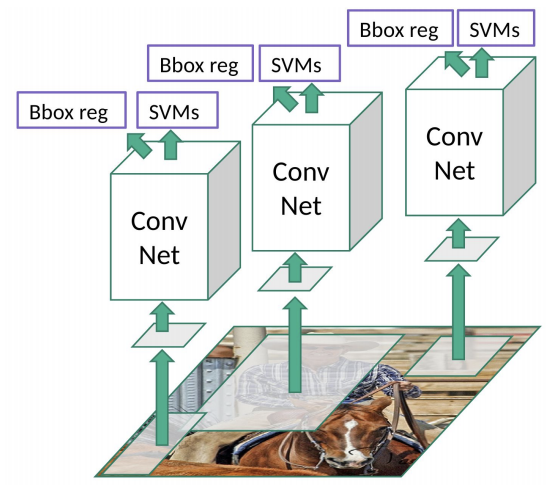 Bbox reg
SVMs
Bbox reg
SVMs
Bbox reg
SVMs
Conv
Net
Conv
Net
Conv
Net